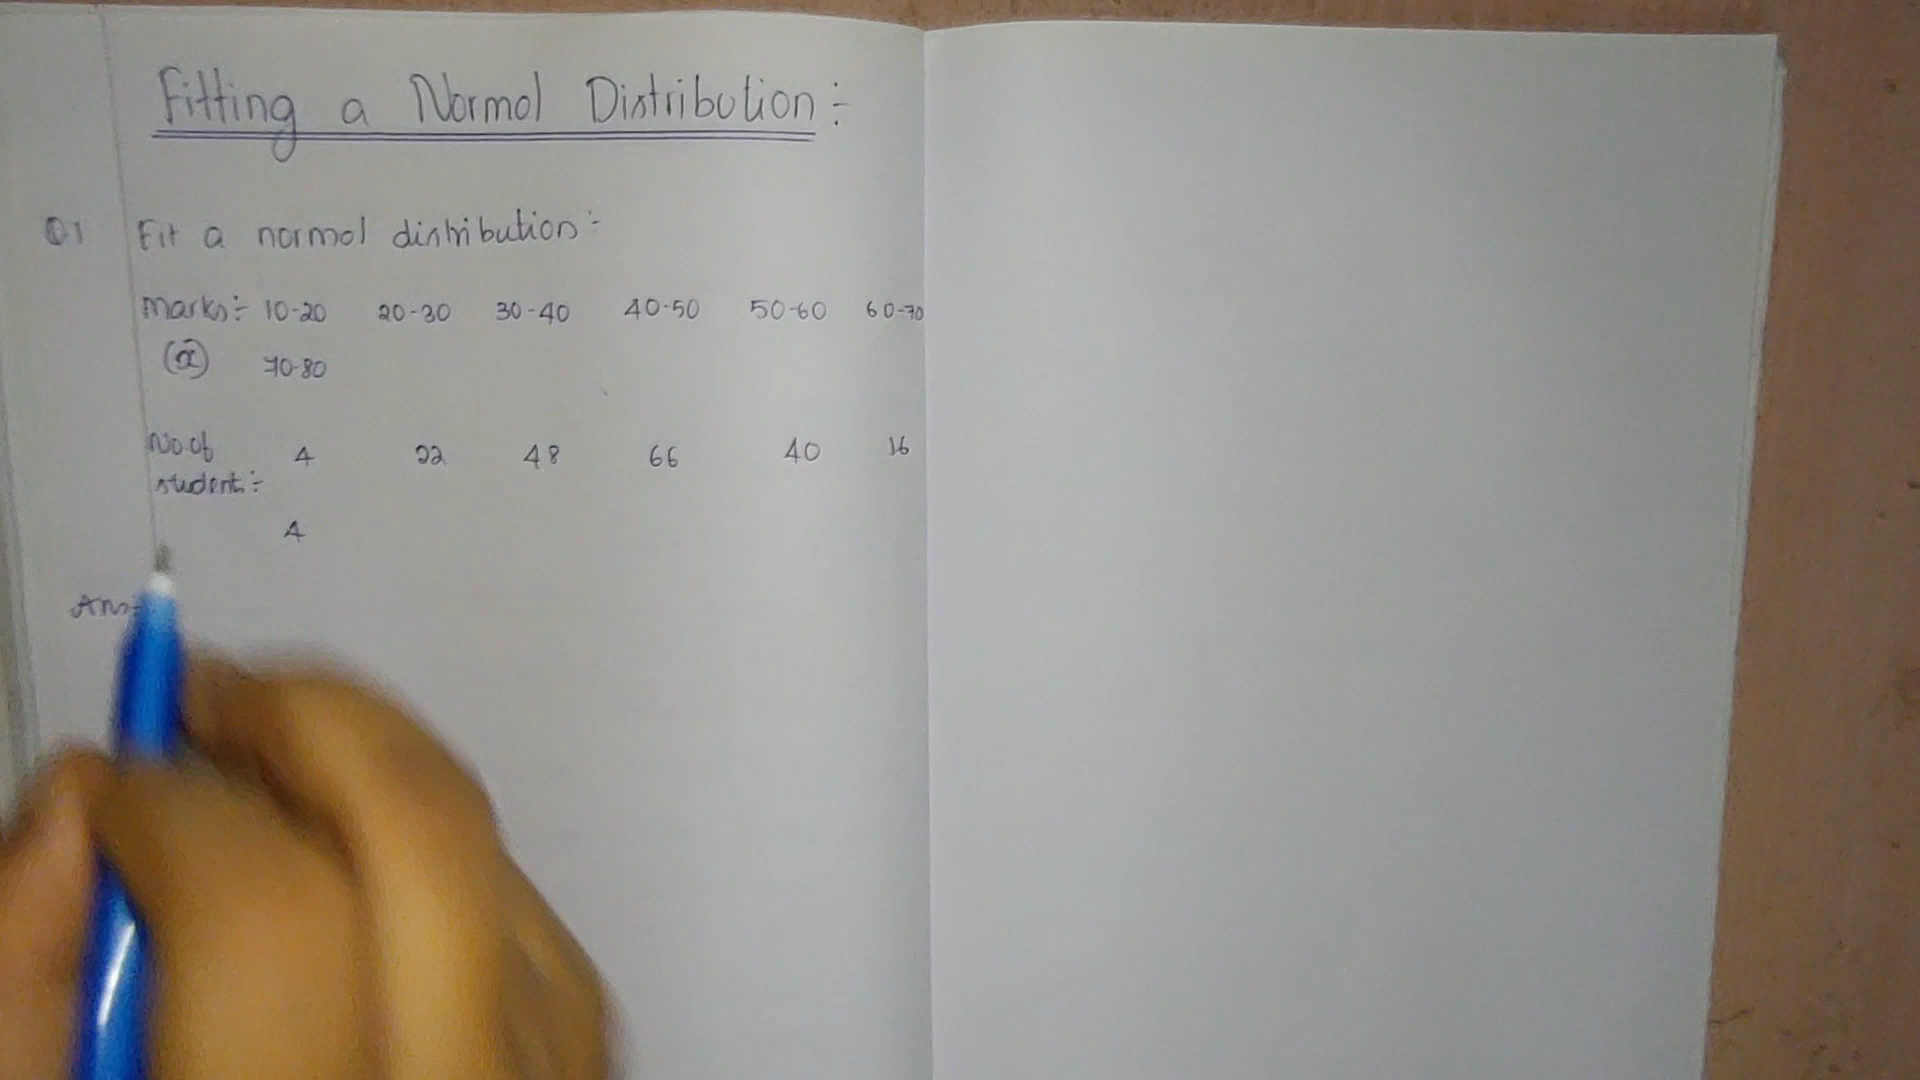 Fitting a Normal Distribution:-
Q1 Fit a normal distribution:-
Marks:- 10-20 20-30 30-40 40-50 50-60 60-70
(x) 70-80
No.of 4 22 48 66 40 16
student:-
4
Ans-